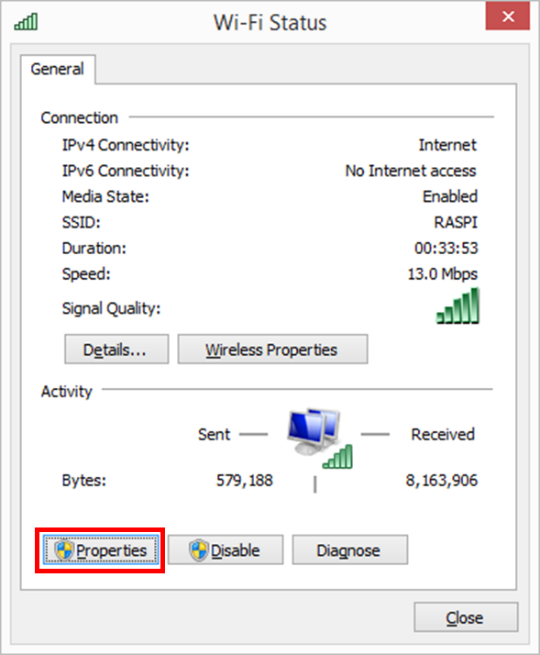 Wi-Fi Status
General
Connection
IPv4 Connectivity: Internet
IPv6 Connectivity: No Internet access
Media State: Enabled
SSID: RASPI
Duration: 00:33:53
Speed: 13.0 Mbps
Signal Quality:
Details... Wireless Properties
Activity
Sent Received
Bytes: 579,188 8,163,906
Properties Disable Diagnose
Close